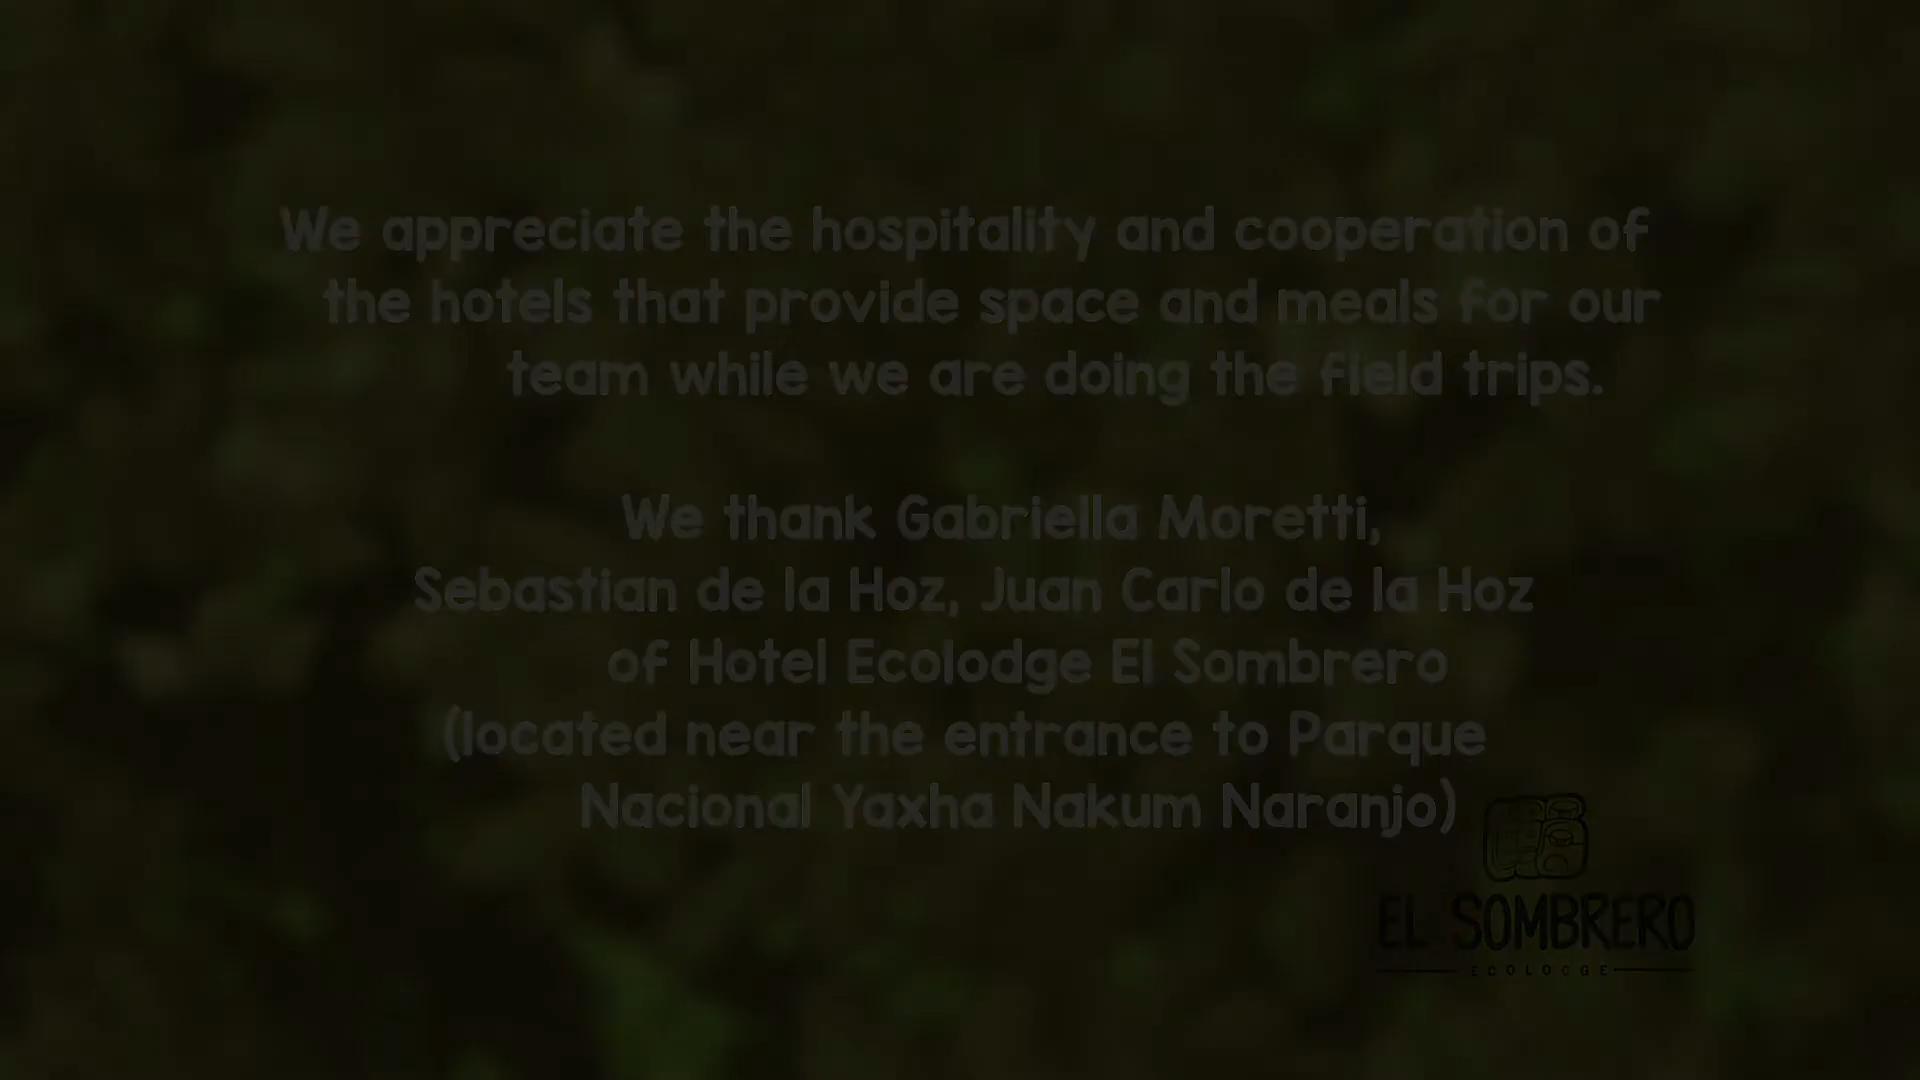 We appreciate the hospitality and cooperation of
the hotels that provide space and meals for our
team while we are doing the field trips.
We thank Gabriella Moretti,
Sebastian de la Hoz, Juan Carlo de la Hoz
of Hotel Ecolodge El Sombrero
(located near the entrance to Parque
Nacional Yaxha Nakum Naranjo)
EL SOMBRERO
ECOLODGE